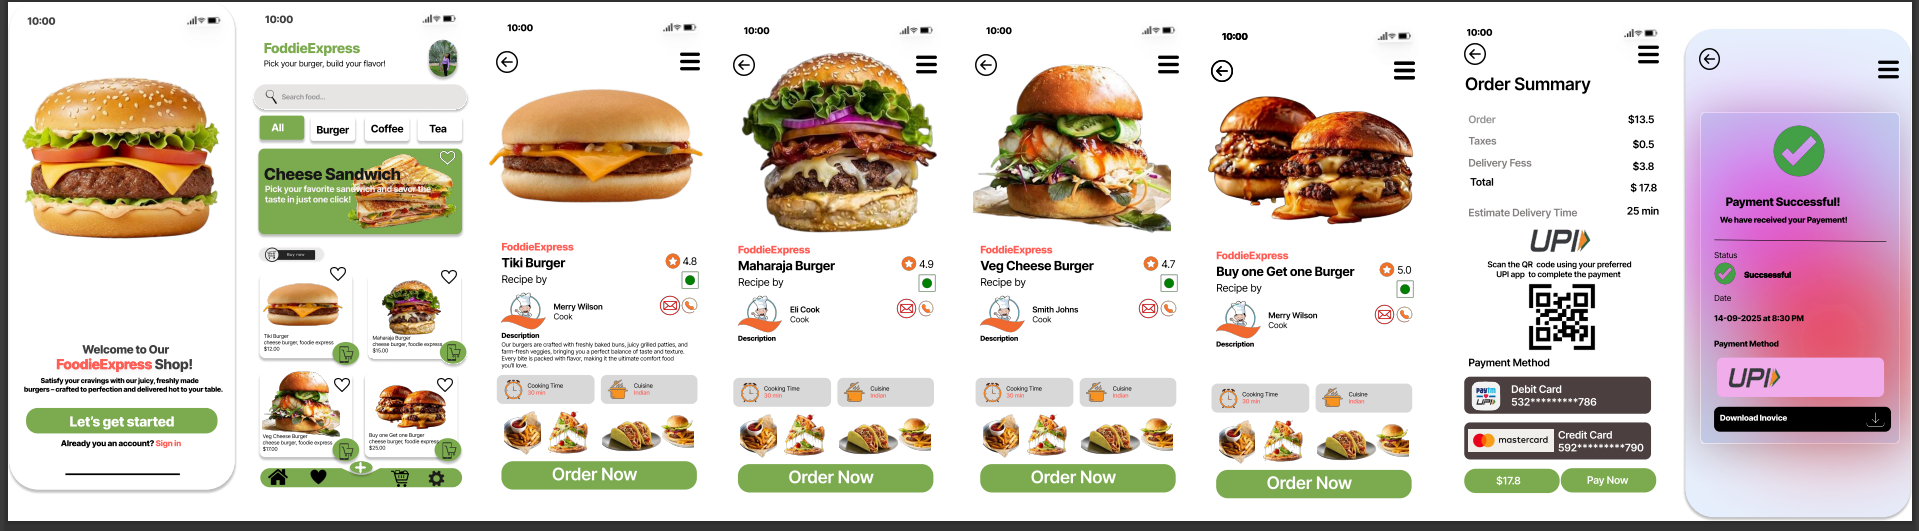 10:00
Welcome to Our
FoodieExpress Shop!
Satisfy your cravings with our juicy, freshly made
burgers – crafted to perfection and delivered hot to your table.
Let's get started
Already you an account? Sign in
10:00
FoodieExpress
Pick your burger, build your flavor!
Search food...
All
Burger
Coffee
Tea
Cheese Sandwich
Pick your favorite sandwich and savor the
taste in just one click!
Buy now
Tiki Burger
cheese burger, foodie express
$12.00
Maharaja Burger
cheese burger, foodie express
$15.00
Veg Cheese Burger
cheese burger, foodie express
$17.00
Buy one Get one Burger
cheese burger, foodie express
$25.00
10:00
FoodieExpress
Tiki Burger
4.8
Recipe by
Merry Wilson
Cook
Description
Our burgers are crafted with freshly baked buns, juicy grilled patties, and
farm-fresh veggies, bringing you a perfect balance of taste and texture.
Every bite is packed with flavor, making it the ultimate comfort food
you'll love.
Cooking Time
30 min
Cuisine
Indian
Order Now
10:00
FoodieExpress
Maharaja Burger
4.9
Recipe by
Eli Cook
Cook
Description
Cooking Time
30 min
Cuisine
Indian
Order Now
10:00
FoodieExpress
Veg Cheese Burger
4.7
Recipe by
Smith Johns
Cook
Description
Cooking Time
30 min
Cuisine
Indian
Order Now
10:00
FoodieExpress
Buy one Get one Burger
5.0
Recipe by
Merry Wilson
Cook
Cooking Time
30 min
Cuisine
Indian
Order Now
10:00
Order Summary
Order $13.5
Taxes $0.5
Delivery Fess $3.8
Total $ 17.8
Estimate Delivery Time 25 min
UPI
Scan the QR code using your preferred
UPI app to complete the payment
Payment Method
Paytm
UPI
Debit Card
532*********786
mastercard
Credit Card
592*********790
$17.8
Pay Now
Payment Successful!
We have received your Payement!
Status
Succsessful
Date
14-09-2025 at 8:30 PM
Payment Method
UPI
Download Inovice